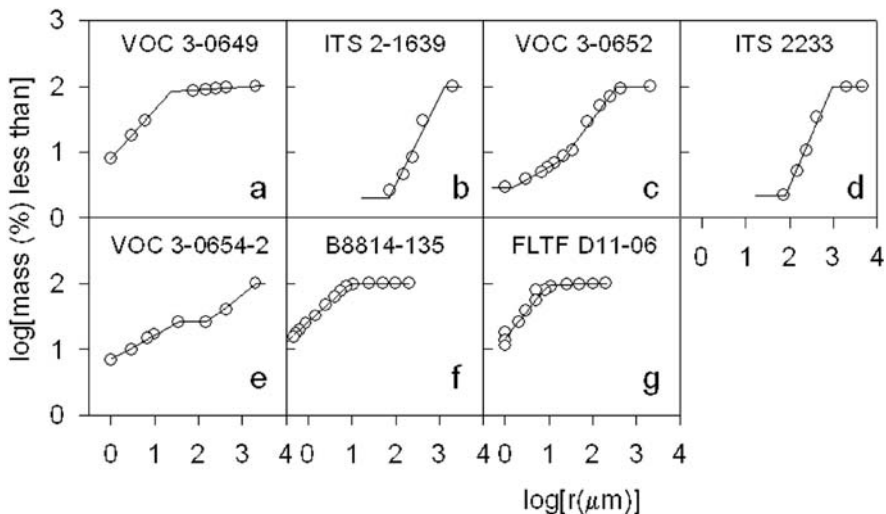 log[mass (%) less than]
3
2
1
0
VOC 3-0649
a
ITS 2-1639
b
VOC 3-0652
c
ITS 2233
d
0 1 2 3 4
2
1
0
VOC 3-0654-2
e
B8814-135
f
FLTF D11-06
g
0 1 2 3 4 0 1 2 3 4 0 1 2 3 4
log[r(μm)]